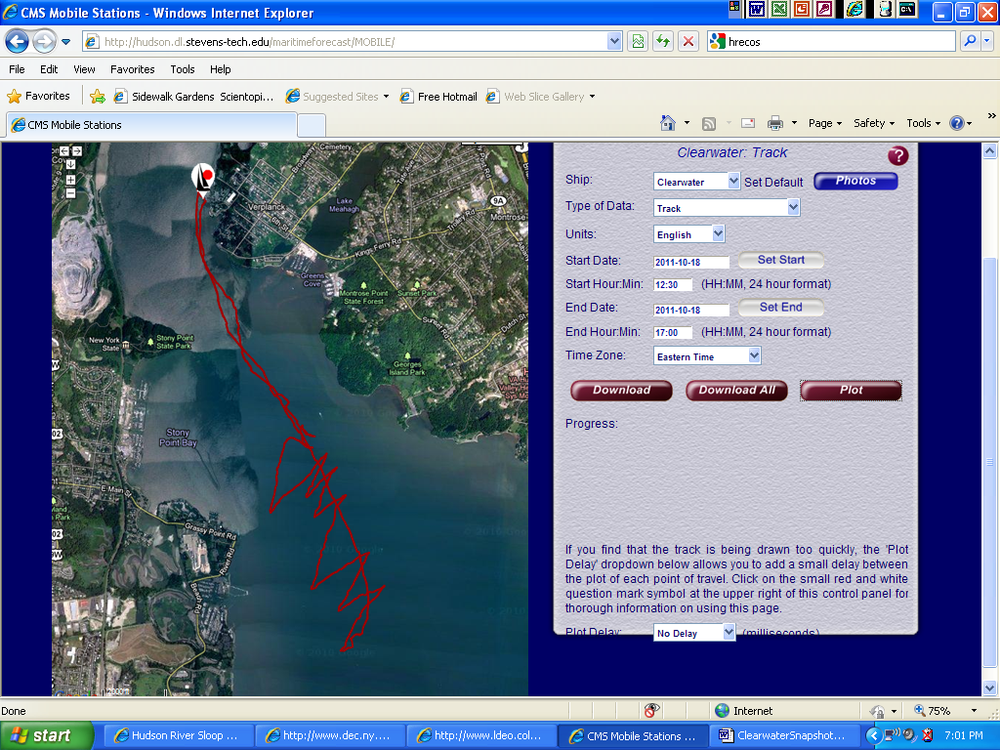 CMS Mobile Stations - Windows Internet Explorer
http://hudson.dl.stevens-tech.edu/maritimeforecast/MOBILE/
hrecos
File Edit View Favorites Tools Help
Favorites Sidewalk Gardens Scientopi... Suggested Sites Free Hotmail Web Slice Gallery
CMS Mobile Stations
Page Safety Tools
Cemetery
Verplanck
Lake
Meahagh
9A
Montrose
6th St
Kings Ferry Rd
Greens
Cove
Montrose Point
State Forest
Sunset Park
Dutch St
New York
State
Stony Point
State Park
Georges
Island Park
Stony
Point Bay
E Main St
Grassy Point Rd
River Rd
Beach Rd
Clearwater: Track
Ship: Clearwater Set Default Photos
Type of Data: Track
Units: English
Start Date: 2011-10-18 Set Start
Start Hour:Min: 12:30 (HH:MM, 24 hour format)
End Date: 2011-10-18 Set End
End Hour:Min: 17:00 (HH:MM, 24 hour format)
Time Zone: Eastern Time
Download Download All Plot
Progress:
If you find that the track is being drawn too quickly, the 'Plot
Delay' dropdown below allows you to add a small delay between
the plot of each point of travel. Click on the small red and white
question mark symbol at the upper right of this control panel for
thorough information on using this page.
Plot Delay: No Delay (milliseconds)
Done Internet 75%
start Hudson River Sloop ... http://www.dec.ny.... http://www.ldeo.col... CMS Mobile Stations ... ClearwaterSnapshot... 7:01 PM